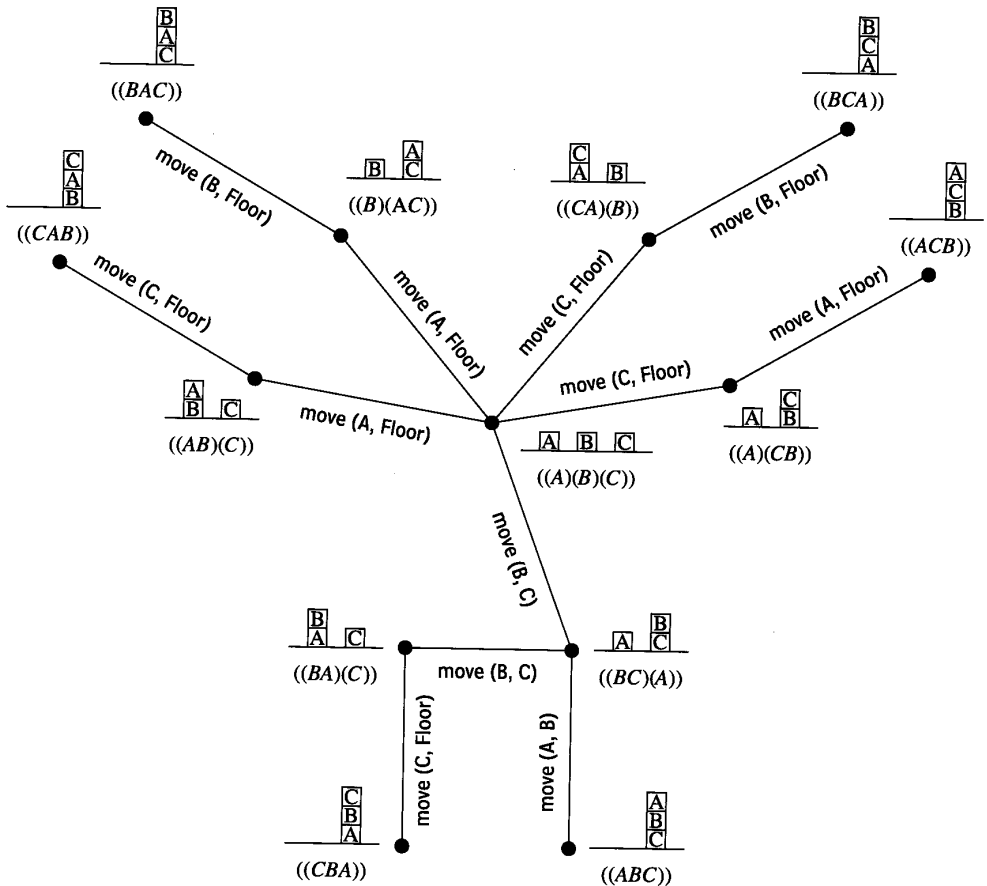 B
A
C
((BAC))
B
C
A
((BCA))
move (B, Floor)
C
A
B
((CAB))
B
A
C
((B)(AC))
C
A
B
((CA)(B))
move (B, Floor)
A
C
B
((ACB))
move (C, Floor)
move (A, Floor)
move (C, Floor)
move (A, Floor)
A
B
C
((AB)(C))
move (A, Floor)
move (C, Floor)
A
C
B
((A)(CB))
A B C
((A)(B)(C))
move (B, C)
B
A
C
((BA)(C))
move (B, C)
A
B
C
((BC)(A))
move (C, Floor)
move (A, B)
C
B
A
((CBA))
A
B
C
((ABC))